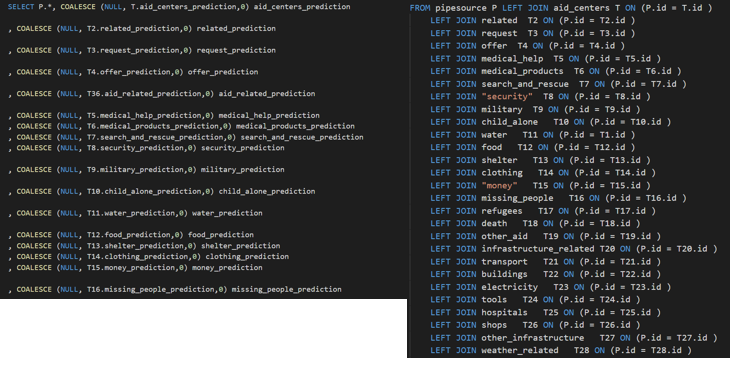 SELECT P.*, COALESCE (NULL, T.aid_centers_prediction,0) aid_centers_prediction
, COALESCE (NULL, T2.related_prediction,0) related_prediction
, COALESCE (NULL, T3.request_prediction,0) request_prediction
, COALESCE (NULL, T4.offer_prediction,0) offer_prediction
, COALESCE (NULL, T36.aid_related_prediction,0) aid_related_prediction
, COALESCE (NULL, T5.medical_help_prediction,0) medical_help_prediction
, COALESCE (NULL, T6.medical_products_prediction,0) medical_products_prediction
, COALESCE (NULL, T7.search_and_rescue_prediction,0) search_and_rescue_prediction
, COALESCE (NULL, T8.security_prediction,0) security_prediction
, COALESCE (NULL, T9.military_prediction,0) military_prediction
, COALESCE (NULL, T10.child_alone_prediction,0) child_alone_prediction
, COALESCE (NULL, T11.water_prediction,0) water_prediction
, COALESCE (NULL, T12.food_prediction,0) food_prediction
, COALESCE (NULL, T13.shelter_prediction,0) shelter_prediction
, COALESCE (NULL, T14.clothing_prediction,0) clothing_prediction
, COALESCE (NULL, T15.money_prediction,0) money_prediction
, COALESCE (NULL, T16.missing_people_prediction,0) missing_people_prediction
FROM pipesource P LEFT JOIN aid_centers T ON (P.id = T.id )
LEFT JOIN related T2 ON (P.id = T2.id )
LEFT JOIN request T3 ON (P.id = T3.id )
LEFT JOIN offer T4 ON (P.id = T4.id )
LEFT JOIN medical_help T5 ON (P.id = T5.id )
LEFT JOIN medical_products T6 ON (P.id = T6.id )
LEFT JOIN search_and_rescue T7 ON (P.id = T7.id )
LEFT JOIN "security" T8 ON (P.id = T8.id )
LEFT JOIN military T9 ON (P.id = T9.id )
LEFT JOIN child_alone T10 ON (P.id = T10.id )
LEFT JOIN water T11 ON (P.id = T1.id )
LEFT JOIN food T12 ON (P.id = T12.id )
LEFT JOIN shelter T13 ON (P.id = T13.id )
LEFT JOIN clothing T14 ON (P.id = T14.id )
LEFT JOIN "money" T15 ON (P.id = T15.id )
LEFT JOIN missing_people T16 ON (P.id = T16.id )
LEFT JOIN refugees T17 ON (P.id = T17.id )
LEFT JOIN death T18 ON (P.id = T18.id )
LEFT JOIN other_aid T19 ON (P.id = T19.id )
LEFT JOIN infrastructure_related T20 ON (P.id = T20.id )
LEFT JOIN transport T21 ON (P.id = T21.id )
LEFT JOIN buildings T22 ON (P.id = T22.id )
LEFT JOIN electricity T23 ON (P.id = T23.id )
LEFT JOIN tools T24 ON (P.id = T24.id )
LEFT JOIN hospitals T25 ON (P.id = T25.id )
LEFT JOIN shops T26 ON (P.id = T26.id )
LEFT JOIN other_infrastructure T27 ON (P.id = T27.id )
LEFT JOIN weather_related T28 ON (P.id = T28.id )